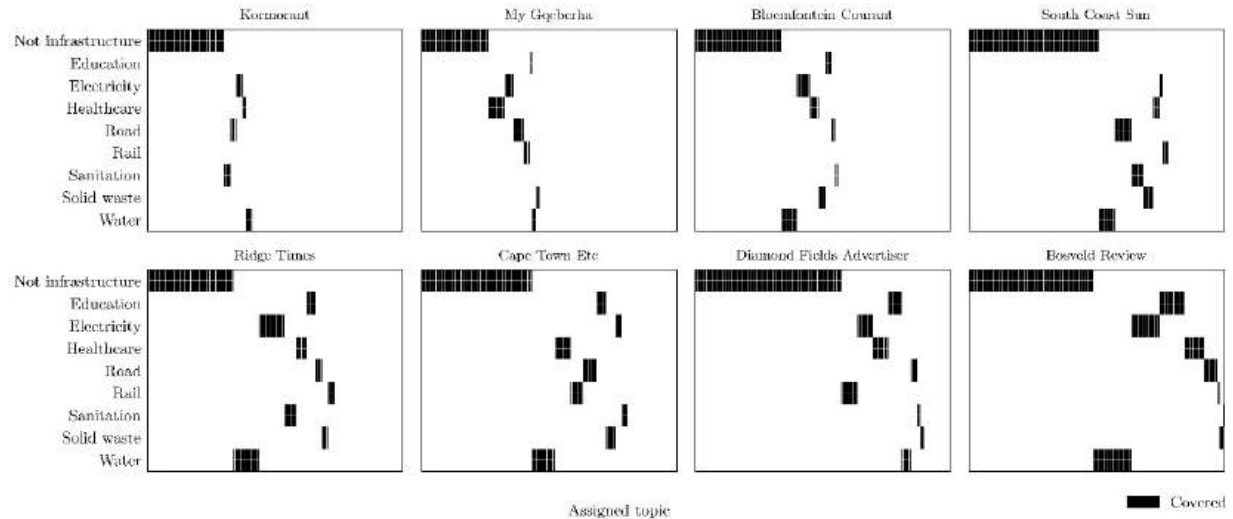 Kormorant My Gqeberha Bloemfontein Courant South Coast Sun
Not infrastructure
Education
Electricity
Healthcare
Road
Rail
Sanitation
Solid waste
Water
Ridge Times Cape Town Etc Diamond Fields Advertiser Bosveld Review
Not infrastructure
Education
Electricity
Healthcare
Road
Rail
Sanitation
Solid waste
Water
Assigned topic
Covered